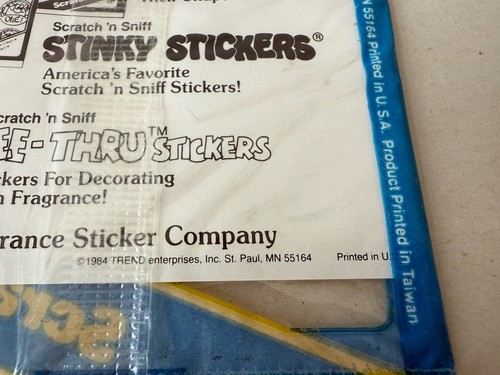 Scratch 'n Sniff
STINKY STICKERS®
America's Favorite
Scratch 'n Sniff Stickers!
cratch 'n Sniff
EE-THRU™ STICKERS
kers For Decorating
Fragrance!
rance Sticker Company
©1984 TREND enterprises, Inc. St. Paul, MN 55164 Printed in U.
N 55164 Printed in U.S.A. Product Printed in Taiwan